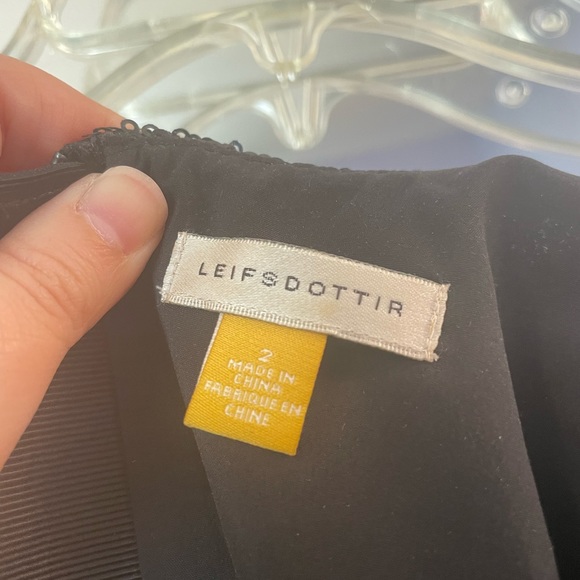 LEIFSDOTTIR
2
MADE IN
CHINA
FABRIQUE EN
CHINE